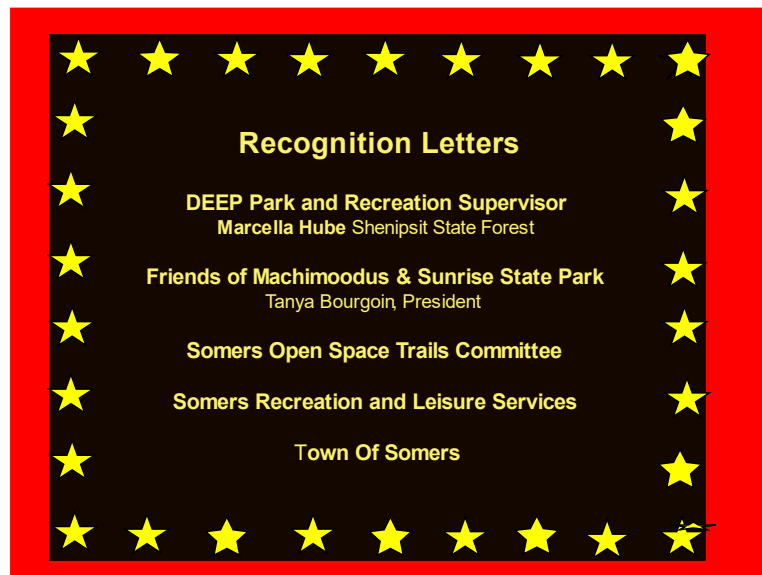 Recognition Letters
DEEP Park and Recreation Supervisor
Marcella Hube Shenipsit State Forest
Friends of Machimoodus & Sunrise State Park
Tanya Bourgoin, President
Somers Open Space Trails Committee
Somers Recreation and Leisure Services
Town Of Somers